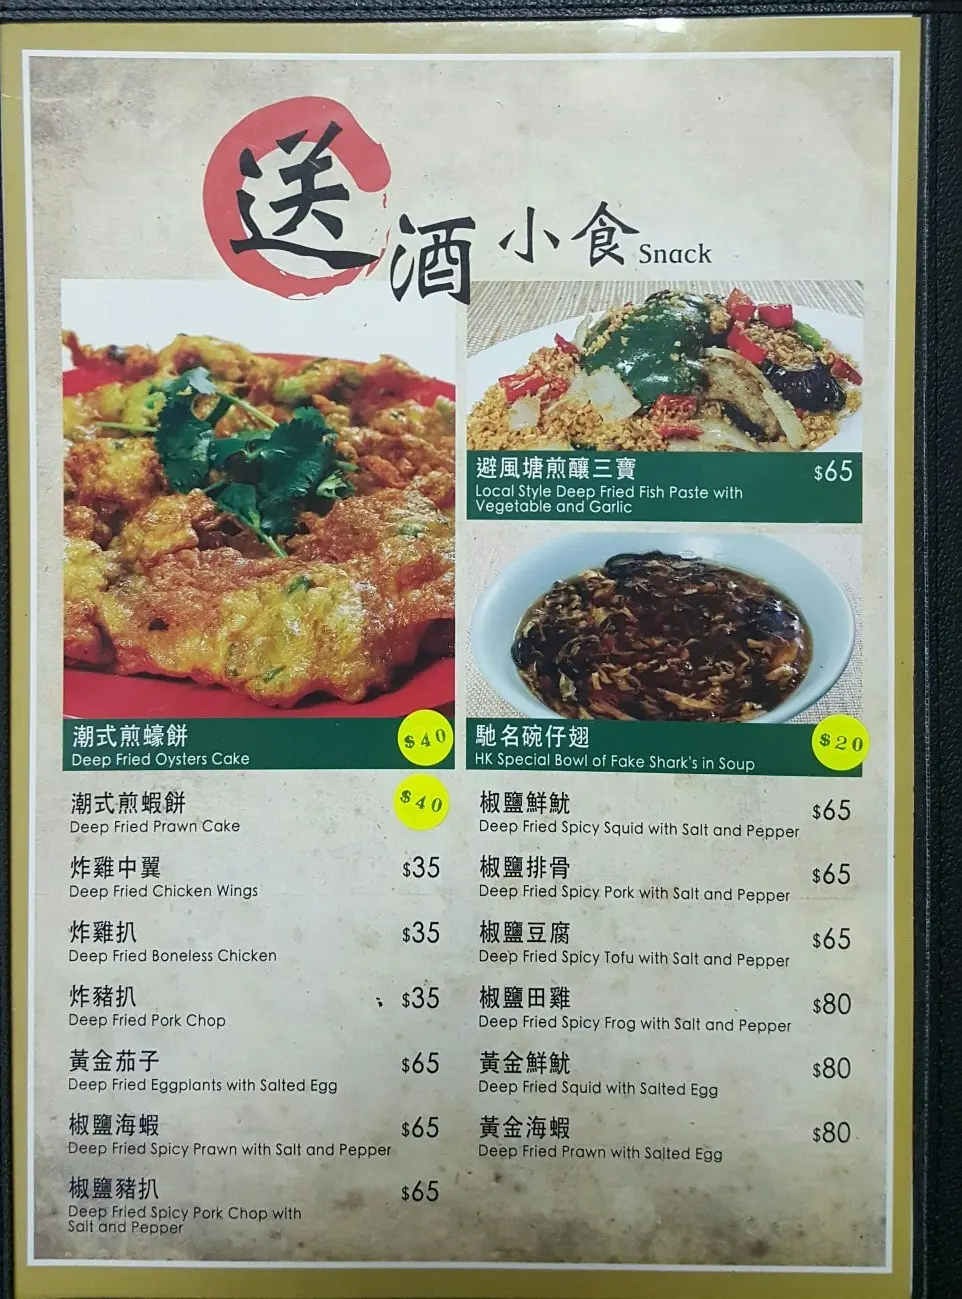 送酒小食 Snack
潮式煎蠔餅
Deep Fried Oysters Cake
$40
避風塘煎釀三寶
$65
Local Style Deep Fried Fish Paste with
Vegetable and Garlic
馳名碗仔翅
HK Special Bowl of Fake Shark's in Soup
$20
潮式煎蝦餅
Deep Fried Prawn Cake
$40
炸雞中翼
$35
Deep Fried Chicken Wings
炸雞扒
$35
Deep Fried Boneless Chicken
炸豬扒
$35
Deep Fried Pork Chop
黃金茄子
$65
Deep Fried Eggplants with Salted Egg
椒鹽海蝦
$65
Deep Fried Spicy Prawn with Salt and Pepper
椒鹽豬扒
$65
Deep Fried Spicy Pork Chop with
Salt and Pepper
椒鹽鮮魷
$65
Deep Fried Spicy Squid with Salt and Pepper
椒鹽排骨
$65
Deep Fried Spicy Pork with Salt and Pepper
椒鹽豆腐
$65
Deep Fried Spicy Tofu with Salt and Pepper
椒鹽田雞
$80
Deep Fried Spicy Frog with Salt and Pepper
黃金鮮魷
$80
Deep Fried Squid with Salted Egg
黃金海蝦
$80
Deep Fried Prawn with Salted Egg